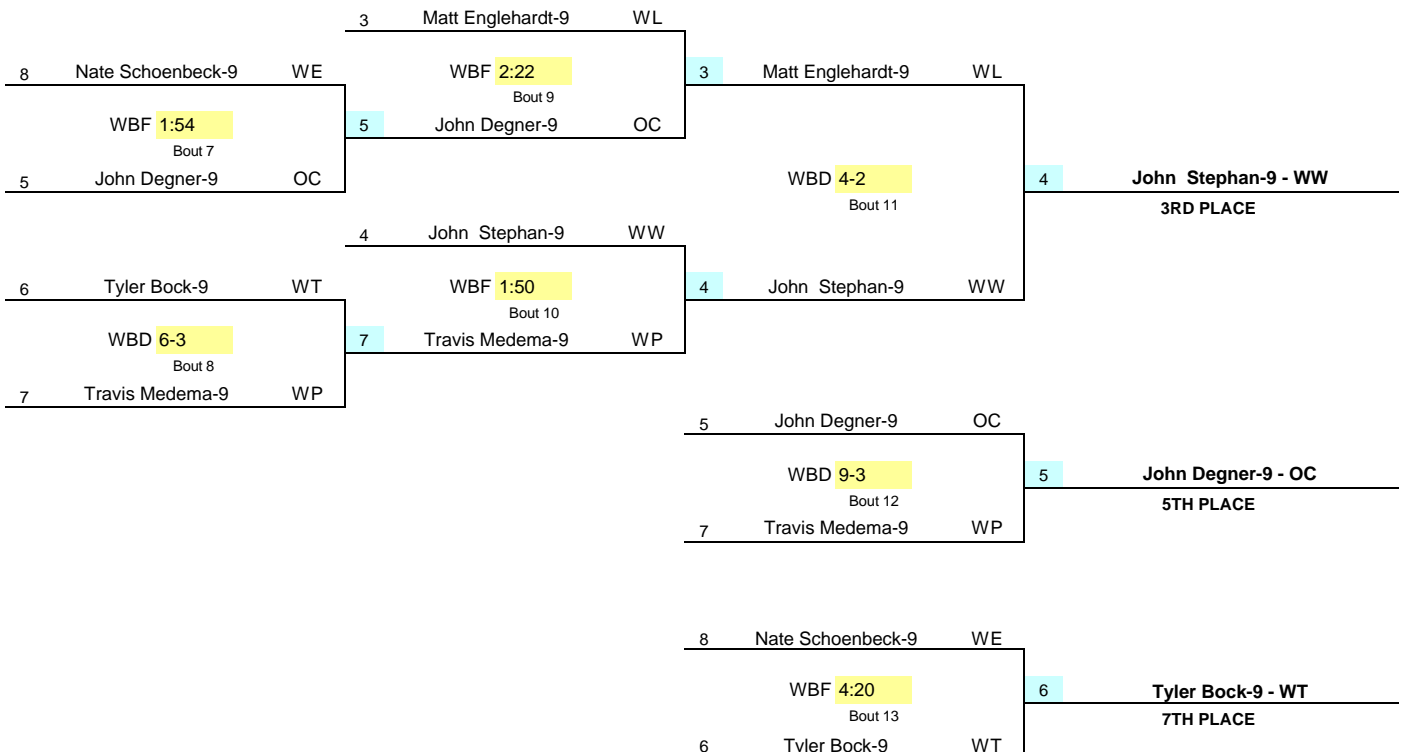 3 Matt Englehardt-9 WL
8 Nate Schoenbeck-9 WE
WBF 2:22
3 Matt Englehardt-9 WL
Bout 9
WBF 1:54
5 John Degner-9 OC
Bout 7
5 John Degner-9 OC
WBD 4-2
4 John Stephan-9 - WW
Bout 11
3RD PLACE
4 John Stephan-9 WW
6 Tyler Bock-9 WT
WBF 1:50
4 John Stephan-9 WW
Bout 10
WBD 6-3
7 Travis Medema-9 WP
Bout 8
7 Travis Medema-9 WP
5 John Degner-9 OC
WBD 9-3
5 John Degner-9 - OC
Bout 12
5TH PLACE
7 Travis Medema-9 WP
8 Nate Schoenbeck-9 WE
WBF 4:20
6 Tyler Bock-9 - WT
Bout 13
7TH PLACE
6 Tyler Bock-9 WT